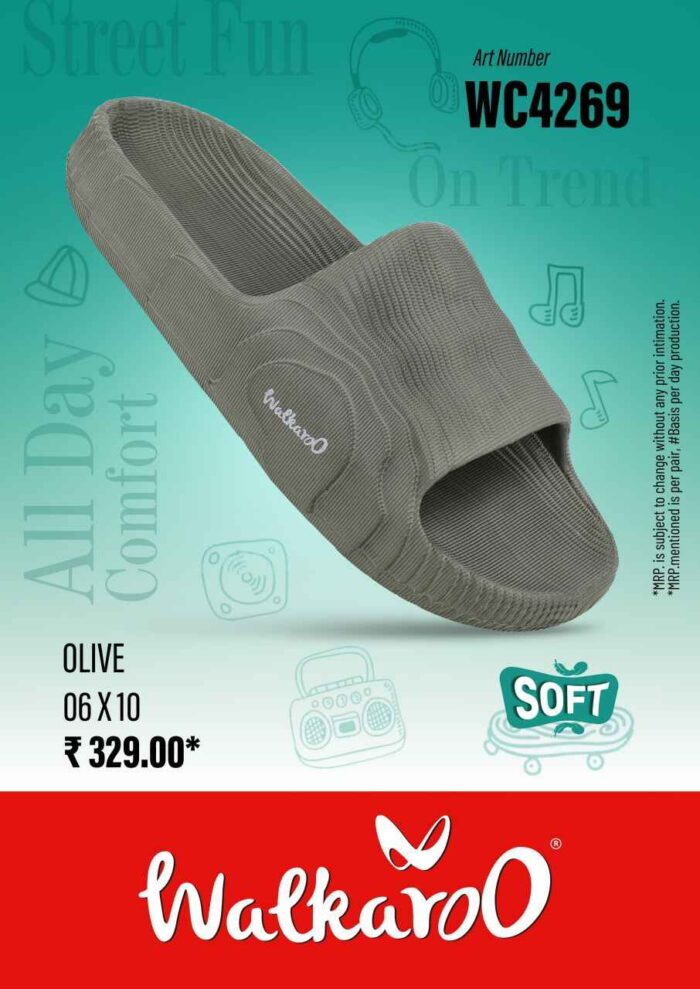 Street Fun
Art Number
WC4269
On Trend
All Day
Comfort
WalkaroO
*MRP. is subject to change without any prior intimation.
*MRP.mentioned is per pair, #Basis per day production.
OLIVE
06 X 10
₹ 329.00*
SOFT
WalkaroO®